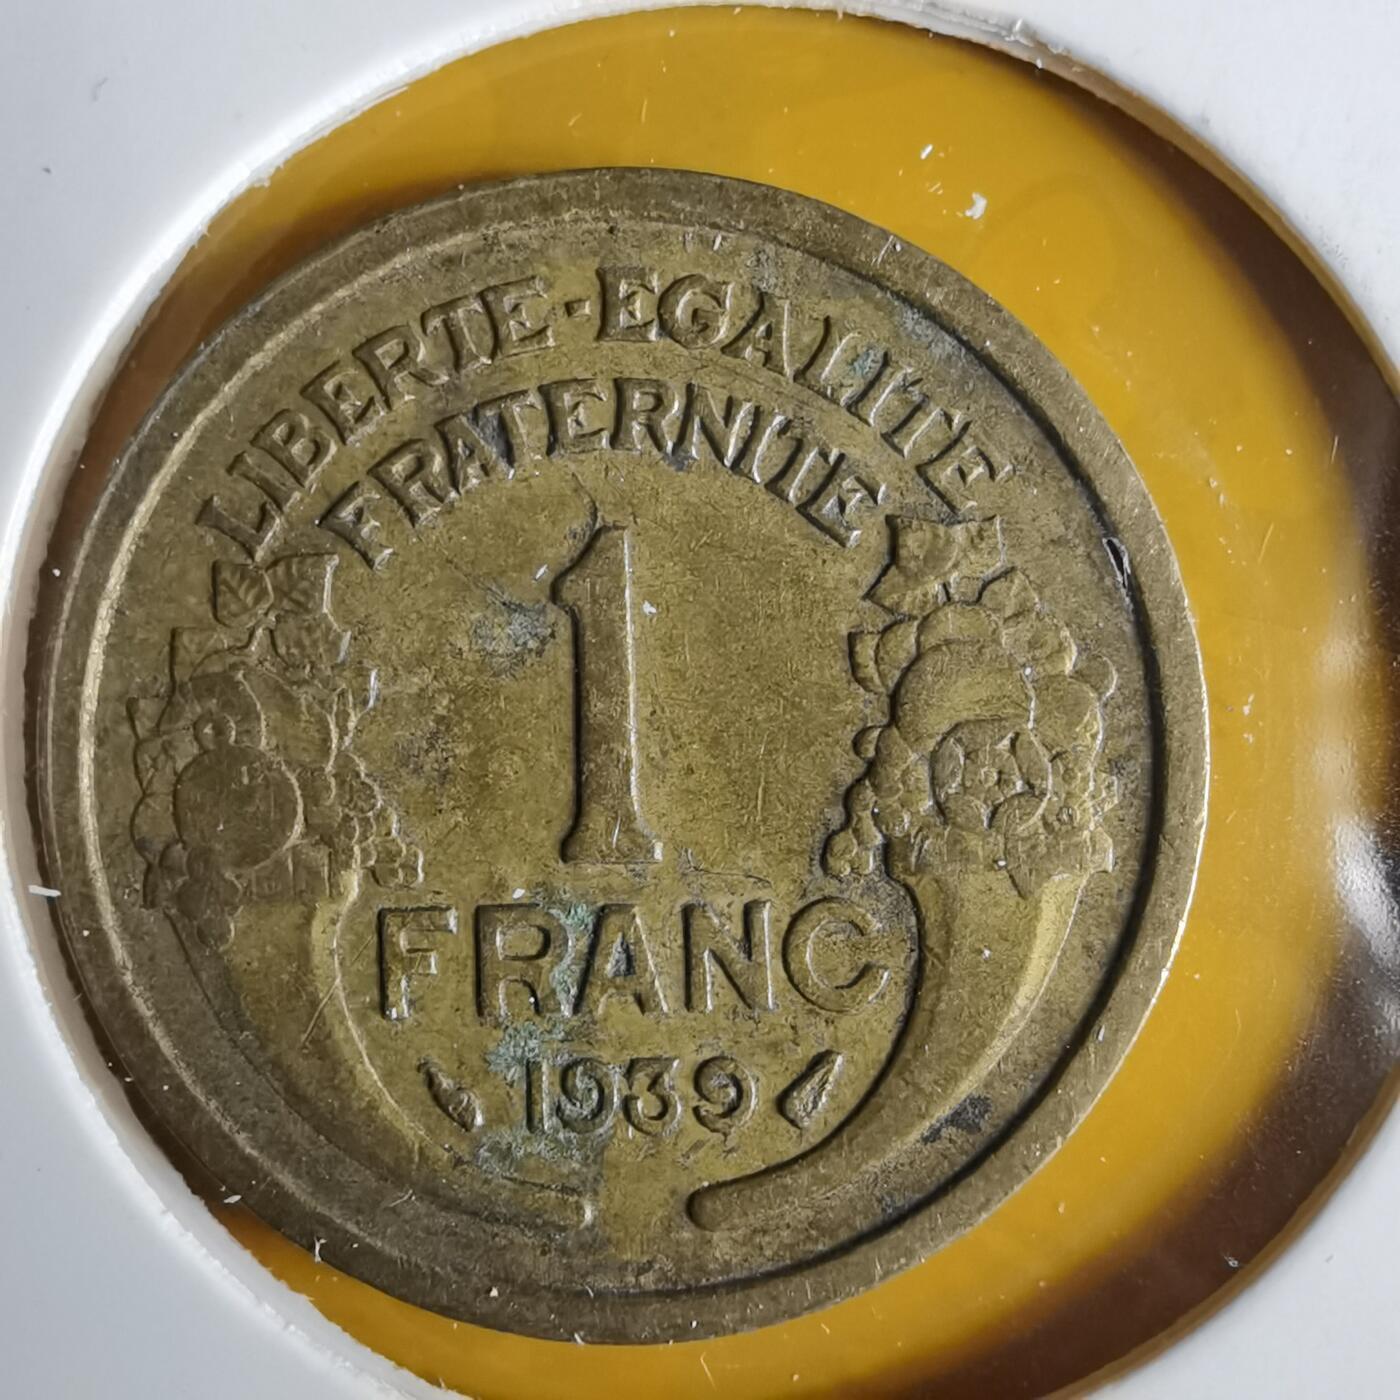 LIBERTE·EGALITE
FRATERNITE
1
FRANC
1939